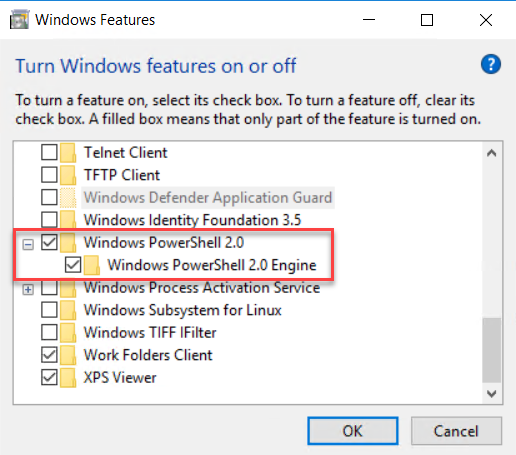 Windows Features
Turn Windows features on or off
?
To turn a feature on, select its check box. To turn a feature off, clear its
check box. A filled box means that only part of the feature is turned on.
Telnet Client
TFTP Client
Windows Defender Application Guard
Windows Identity Foundation 3.5
Windows PowerShell 2.0
Windows PowerShell 2.0 Engine
Windows Process Activation Service
Windows Subsystem for Linux
Windows TIFF IFilter
Work Folders Client
XPS Viewer
OK
Cancel